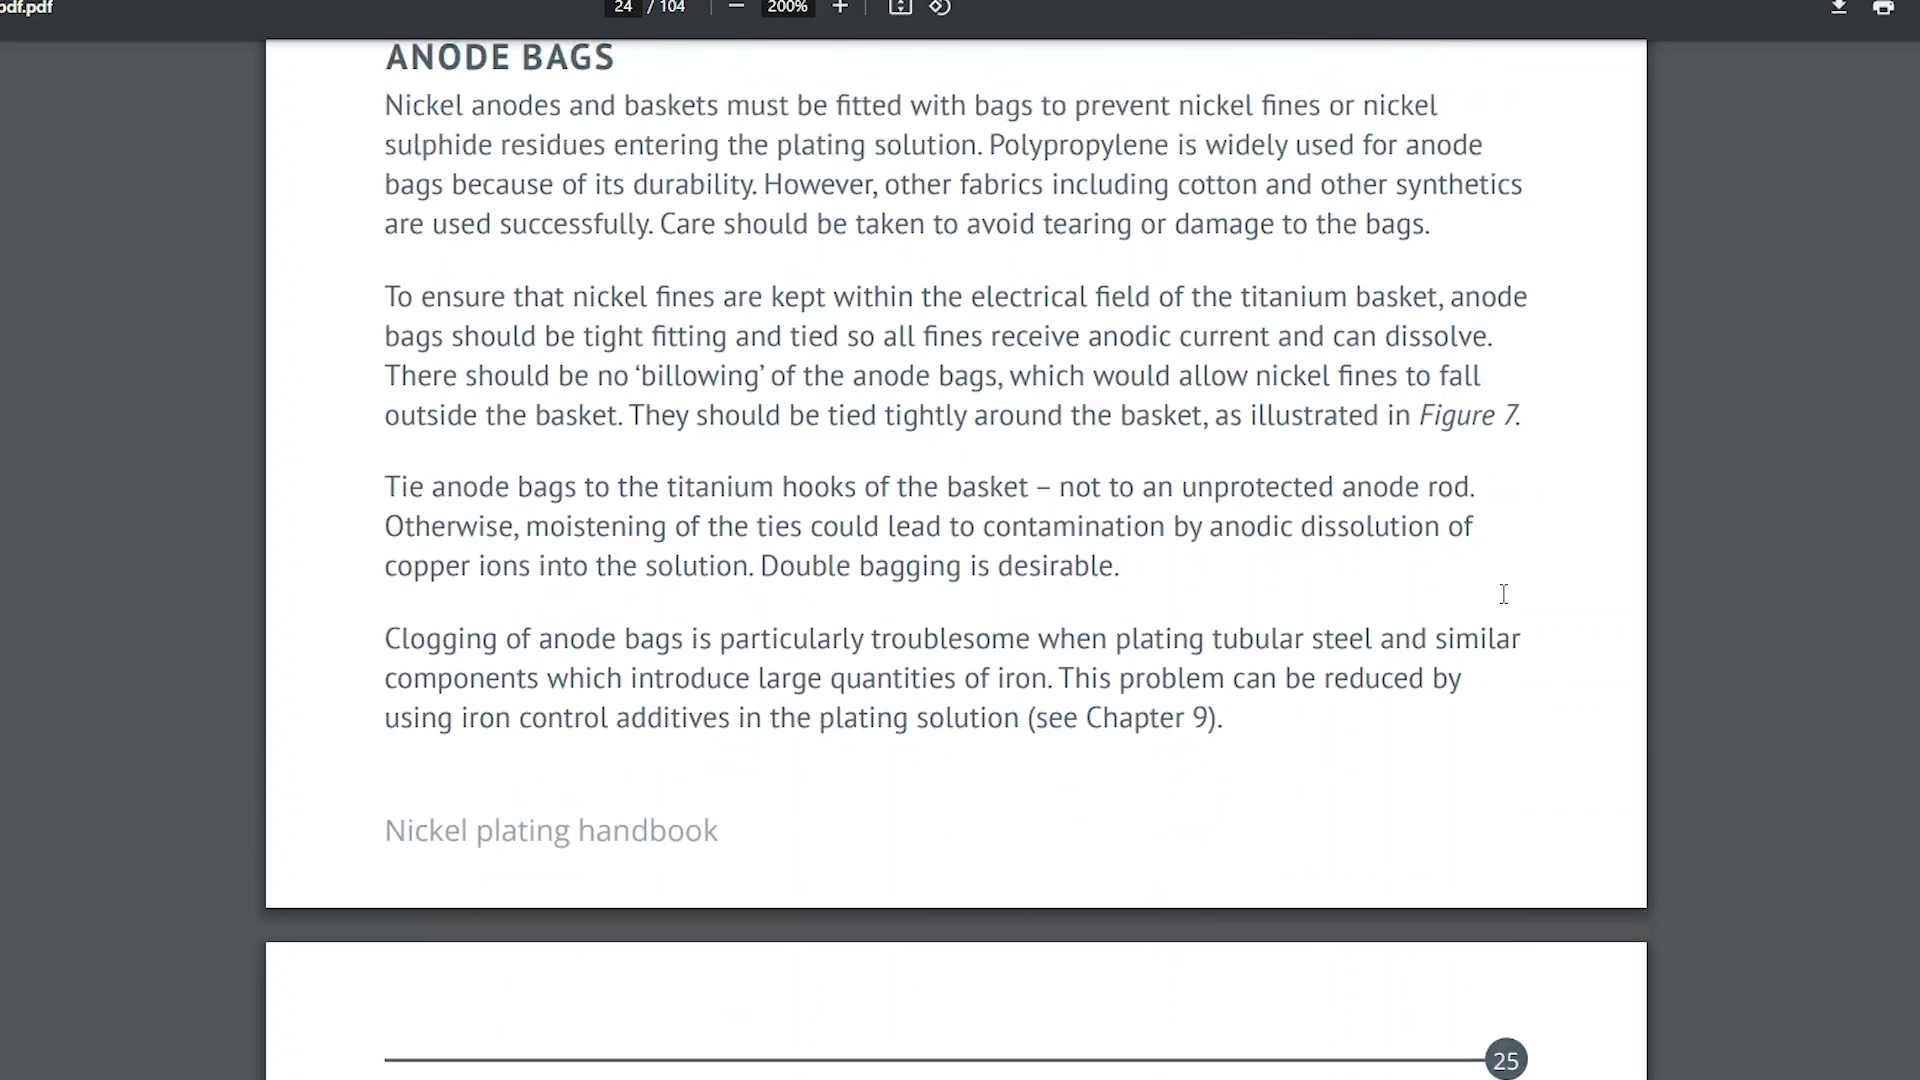 pdf.pdf
24 / 104
200%
ANODE BAGS
Nickel anodes and baskets must be fitted with bags to prevent nickel fines or nickel
sulphide residues entering the plating solution. Polypropylene is widely used for anode
bags because of its durability. However, other fabrics including cotton and other synthetics
are used successfully. Care should be taken to avoid tearing or damage to the bags.
To ensure that nickel fines are kept within the electrical field of the titanium basket, anode
bags should be tight fitting and tied so all fines receive anodic current and can dissolve.
There should be no ‘billowing’ of the anode bags, which would allow nickel fines to fall
outside the basket. They should be tied tightly around the basket, as illustrated in Figure 7.
Tie anode bags to the titanium hooks of the basket – not to an unprotected anode rod.
Otherwise, moistening of the ties could lead to contamination by anodic dissolution of
copper ions into the solution. Double bagging is desirable.
Clogging of anode bags is particularly troublesome when plating tubular steel and similar
components which introduce large quantities of iron. This problem can be reduced by
using iron control additives in the plating solution (see Chapter 9).
Nickel plating handbook
25